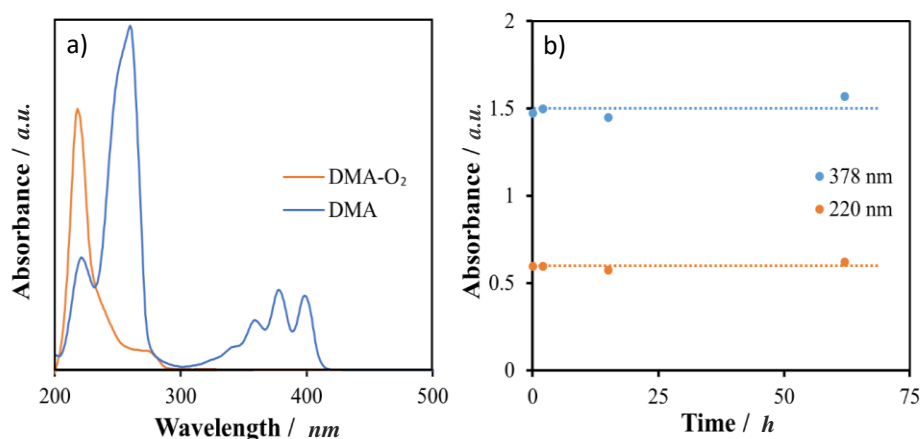 a)
DMA-O₂
DMA
Absorbance / a.u.
200
300
400
500
Wavelength / nm
b)
2
1.5
1
0.5
0
378 nm
220 nm
Absorbance / a.u.
0
25
50
75
Time / h